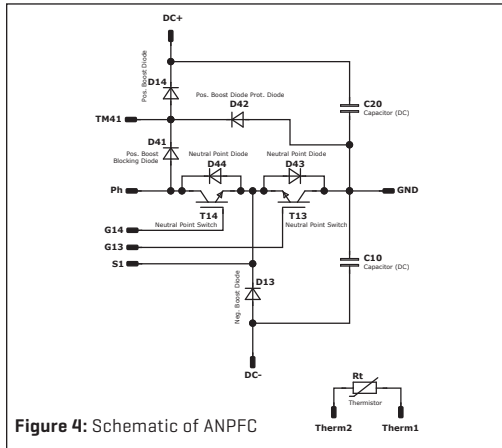 DC+
Pos. Boost Diode
D14
Pos. Boost Diode Prot. Diode
D42
C20
Capacitor (DC)
TM41
D41
Pos. Boost
Blocking Diode
Neutral Point Diode
D44
Neutral Point Diode
D43
Ph
GND
T14
Neutral Point Switch
T13
Neutral Point Switch
G14
G13
S1
Neg. Boost Diode
D13
C10
Capacitor (DC)
DC-
Rt
Thermistor
Therm2
Therm1
Figure 4: Schematic of ANPFC